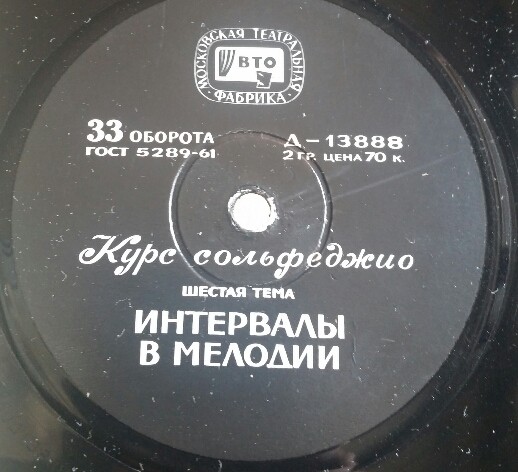 МОСКОВСКАЯ ТЕАТРАЛЬНАЯ
ВТО
· ФАБРИКА ·
33 ОБОРОТА
ГОСТ 5289-61
Д-13888
2 ГР. ЦЕНА 70 К.
Курс сольфеджио
ШЕСТАЯ ТЕМА
ИНТЕРВАЛЫ
В МЕЛОДИИ